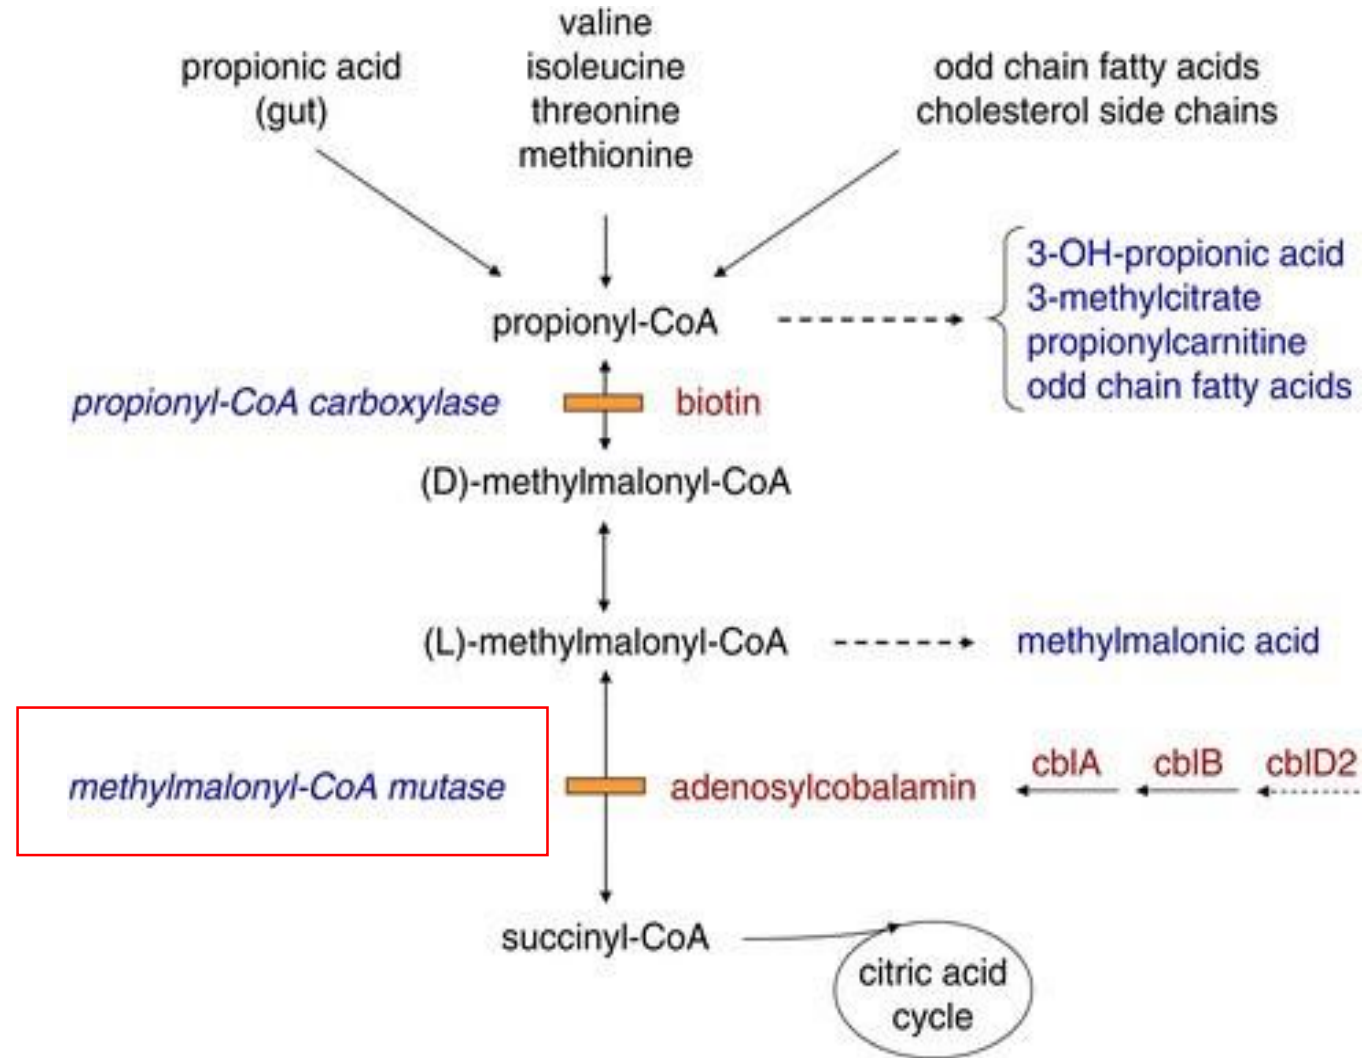 propionic acid
(gut)
valine
isoleucine
threonine
methionine
odd chain fatty acids
cholesterol side chains
propionyl-CoA
3-OH-propionic acid
3-methylcitrate
propionylcarnitine
odd chain fatty acids
propionyl-CoA carboxylase
biotin
(D)-methylmalonyl-CoA
(L)-methylmalonyl-CoA
methylmalonic acid
methylmalonyl-CoA mutase
adenosylcobalamin
cblA
cblB
cblD2
succinyl-CoA
citric acid
cycle